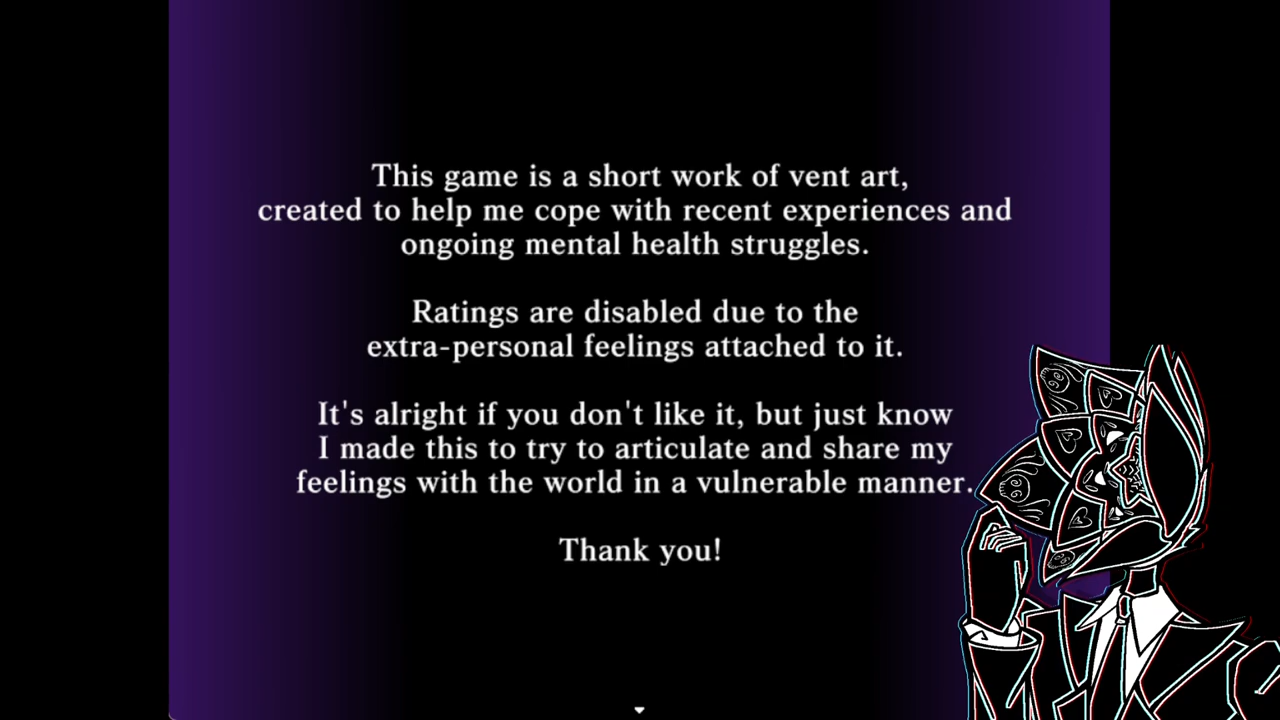 This game is a short work of vent art,
created to help me cope with recent experiences and
ongoing mental health struggles.
Ratings are disabled due to the
extra-personal feelings attached to it.
It's alright if you don't like it, but just know
I made this to try to articulate and share my
feelings with the world in a vulnerable manner.
Thank you!